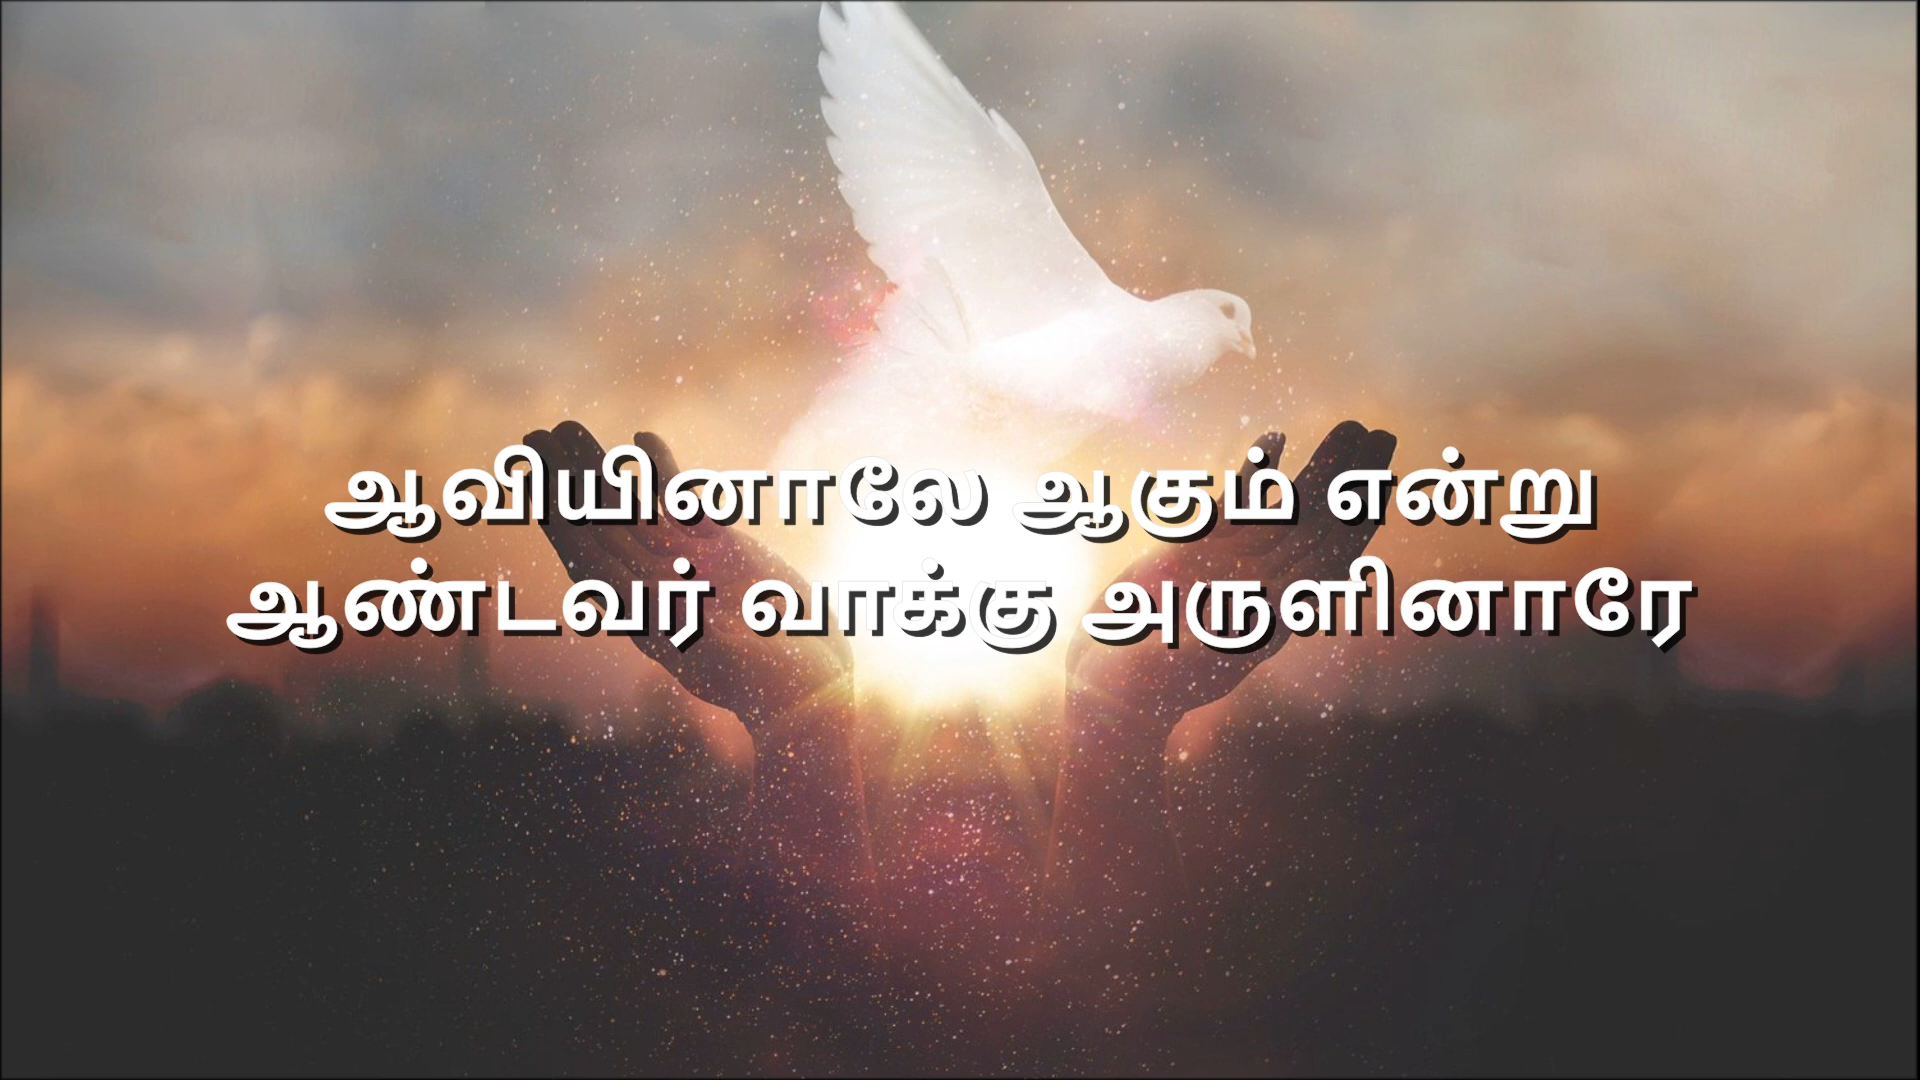 ஆவியினாலே ஆகும் என்று
ஆண்டவர் வாக்கு அருளினாரே